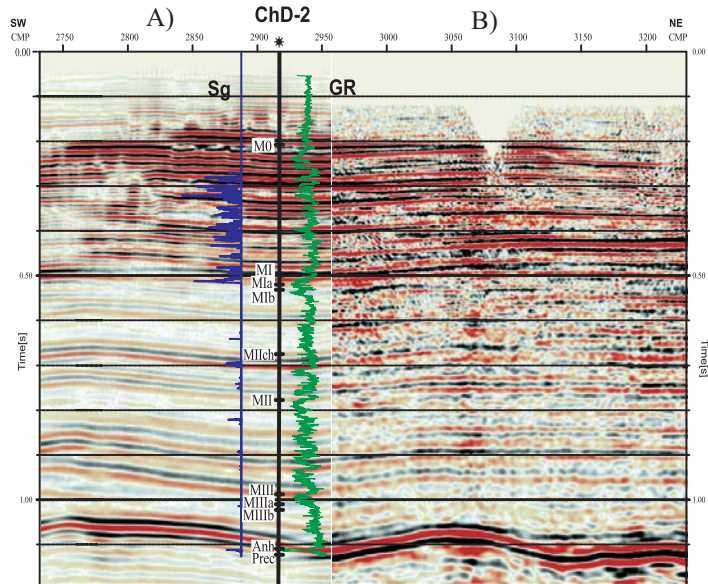 A) ChD-2 B)
SW NE
CMP 2750 2800 2850 2900 2950 3000 3050 3100 3150 3200 CMP
0.00 0.00
Sg GR
M0
0.50 MI 0.50
MIa
MIb
Time[s] Time[s]
MIIch
MII
MIII
1.00 MIIIa 1.00
MIIIb
Anh
Prec